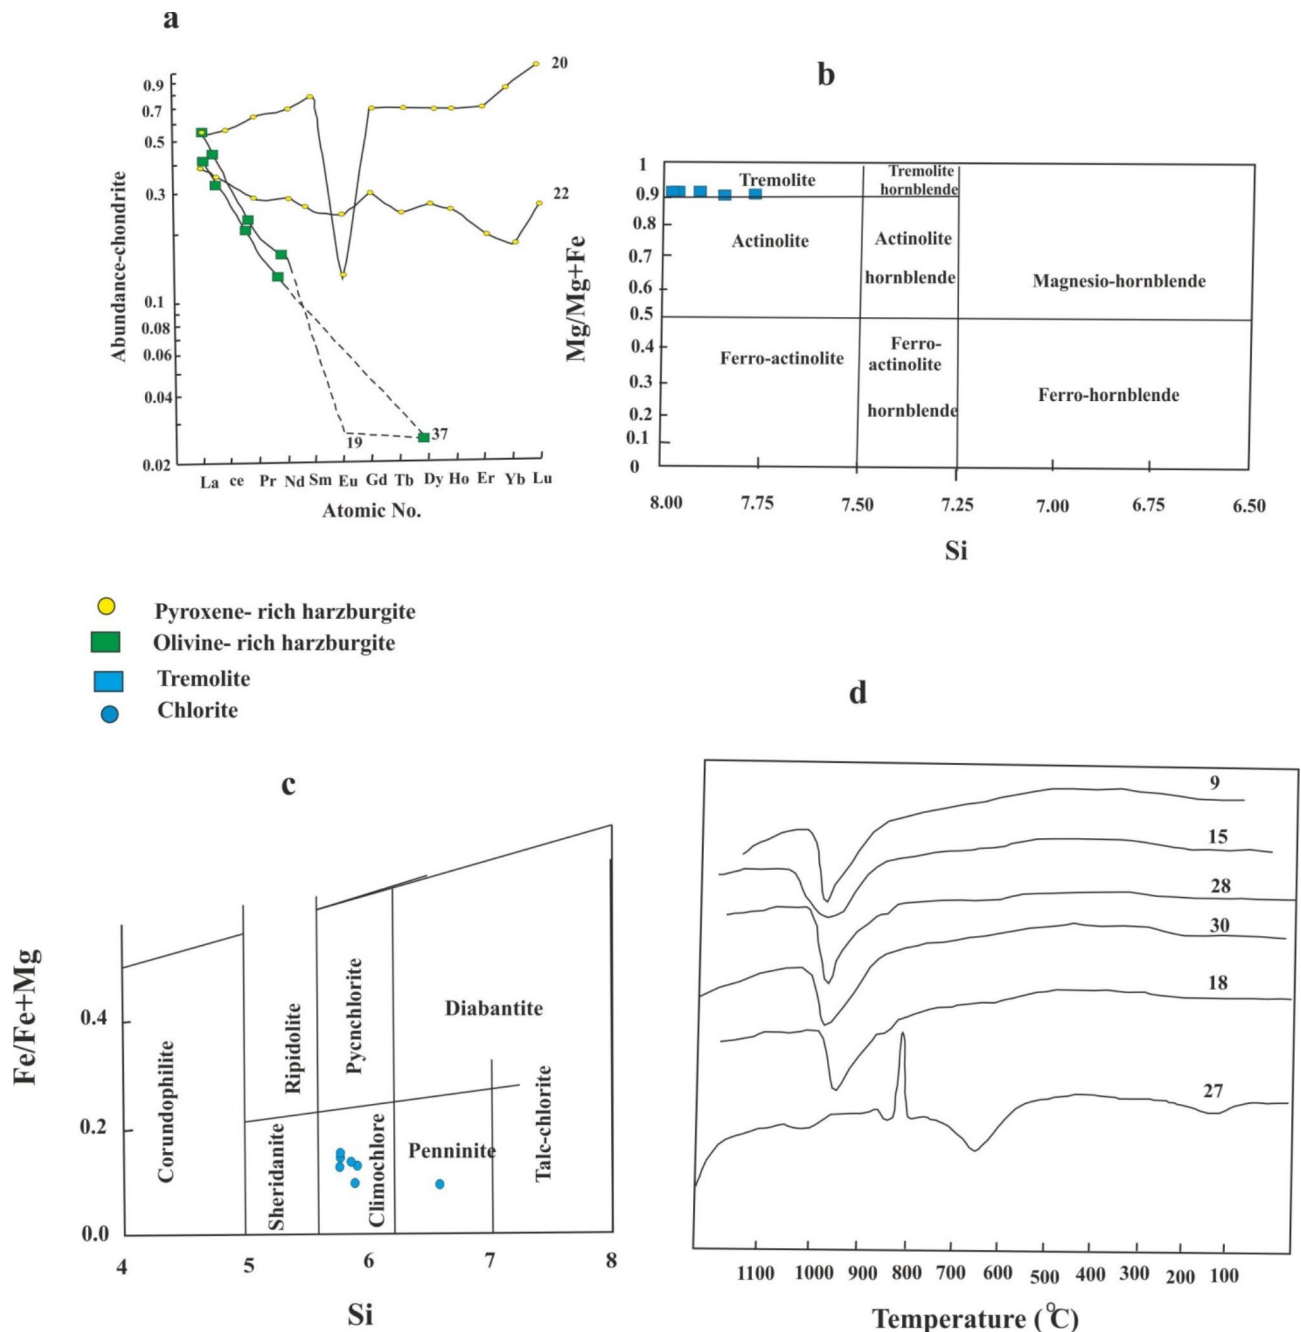 a
0.9
0.7
0.5
0.3
0.1
0.08
0.06
0.04
0.02
Abundance-chondrite
20
22
19
37
La ce Pr Nd Sm Eu Gd Tb Dy Ho Er Yb Lu
Atomic No.
b
1
0.9
0.8
0.7
0.6
0.5
0.4
0.3
0.2
0.1
0
Mg/Mg+Fe
Tremolite
Tremolite
hornblende
Actinolite
Actinolite
hornblende
Magnesio-hornblende
Ferro-actinolite
Ferro-
actinolite
hornblende
Ferro-hornblende
8.00 7.75 7.50 7.25 7.00 6.75 6.50
Si
Pyroxene- rich harzburgite
Olivine- rich harzburgite
Tremolite
Chlorite
c
Fe/Fe+Mg
0.4
0.2
0.0
Corundophilite
Ripidolite
Sheridanite
Pycnchlorite
Climochlore
Diabantite
Penninite
Talc-chlorite
4 5 6 7 8
Si
d
9
15
28
30
18
27
1100 1000 900 800 700 600 500 400 300 200 100
Temperature (°C)